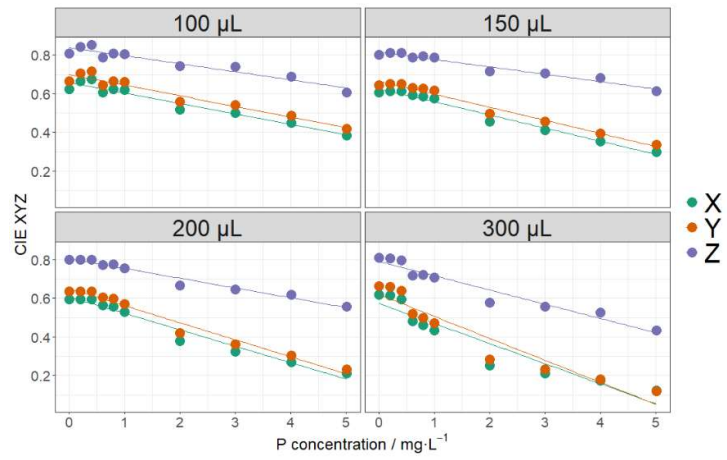 100 µL
150 µL
0.8
0.6
0.4
0.2
200 µL
300 µL
0.8
0.6
0.4
0.2
0 1 2 3 4 5
0 1 2 3 4 5
CIE XYZ
P concentration / mg·L⁻¹
X
Y
Z